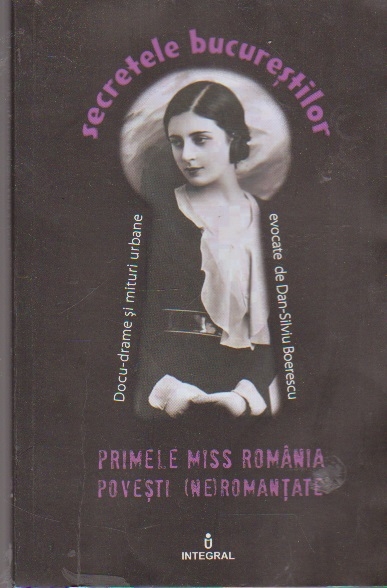 secretele bucureștilor
Docu-drame și mituri urbane
evocate de Dan-Silviu Boerescu
PRIMELE MISS ROMÂNIA
POVEȘTI (NE)ROMANȚATE
INTEGRAL